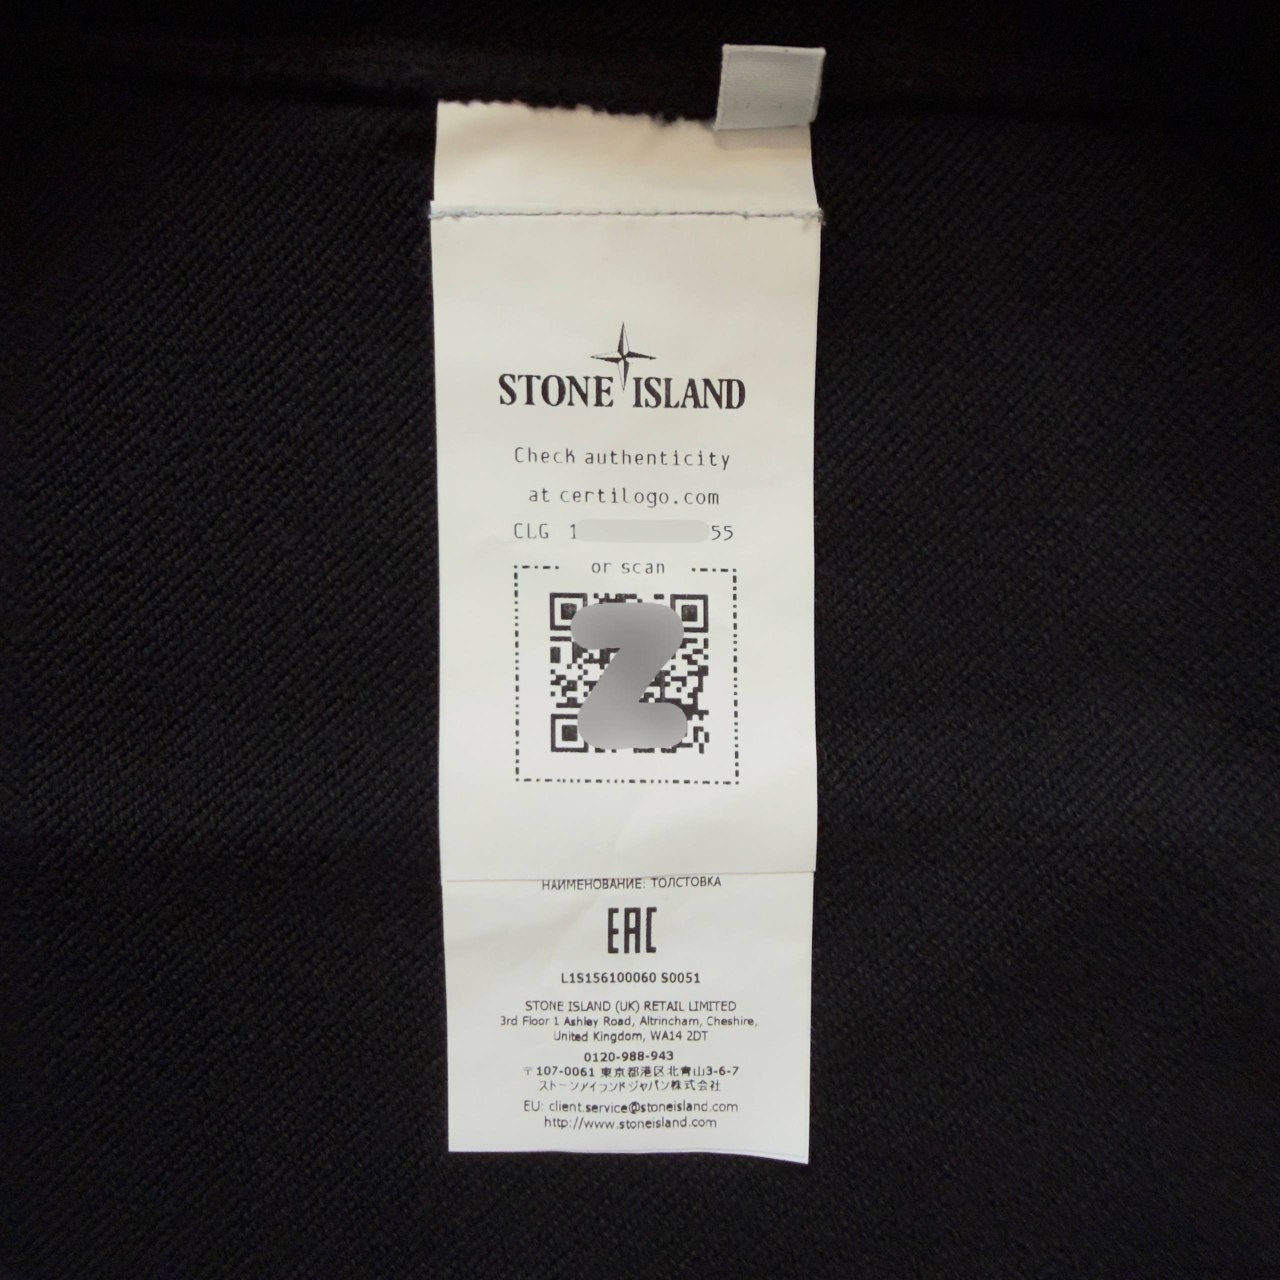 STONE ISLAND
Check authenticity
at certilogo.com
CLG 1 55
or scan
НАИМЕНОВАНИЕ: ТОЛСТОВКА
EAC
L1S156100060 S0051
STONE ISLAND (UK) RETAIL LIMITED
3rd Floor 1 Ashley Road, Altrincham, Cheshire,
United Kingdom, WA14 2DT
0120-988-943
〒107-0061 東京都港区北青山3-6-7
ストーンアイランドジャパン株式会社
EU: client.service@stoneisland.com
http://www.stoneisland.com